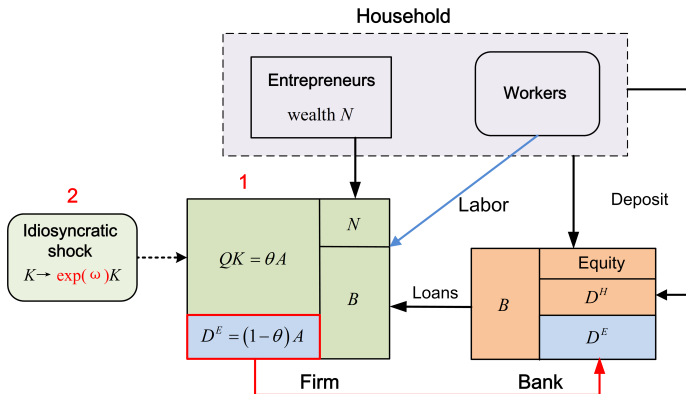 Household
Entrepreneurs
wealth N
Workers
1
2
Idiosyncratic
shock
K→ exp(ω)K
QK = θA
N
B
D^E = (1−θ)A
Labor
Deposit
Loans
B
Equity
D^H
D^E
Firm
Bank